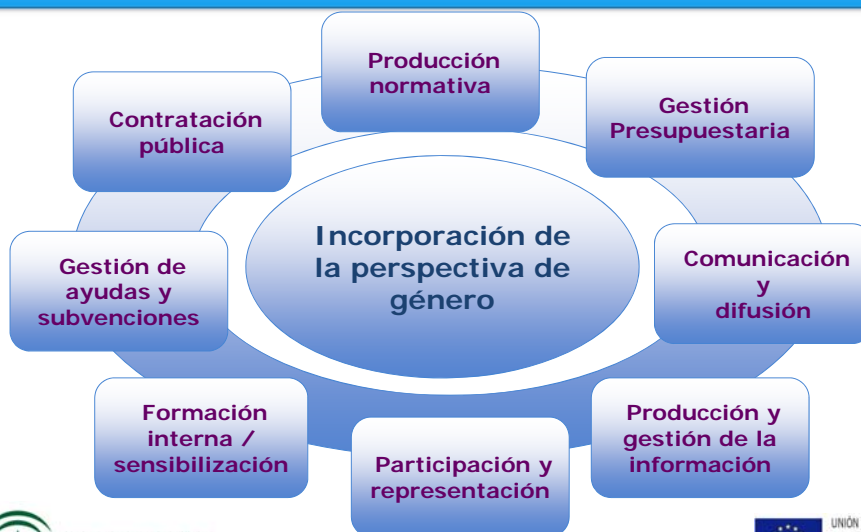 Producción
normativa
Gestión
Presupuestaria
Comunicación
y
difusión
Producción y
gestión de la
información
Participación y
representación
Formación
interna /
sensibilización
Gestión de
ayudas y
subvenciones
Contratación
pública
Incorporación de
la perspectiva de
género
UNIÓN